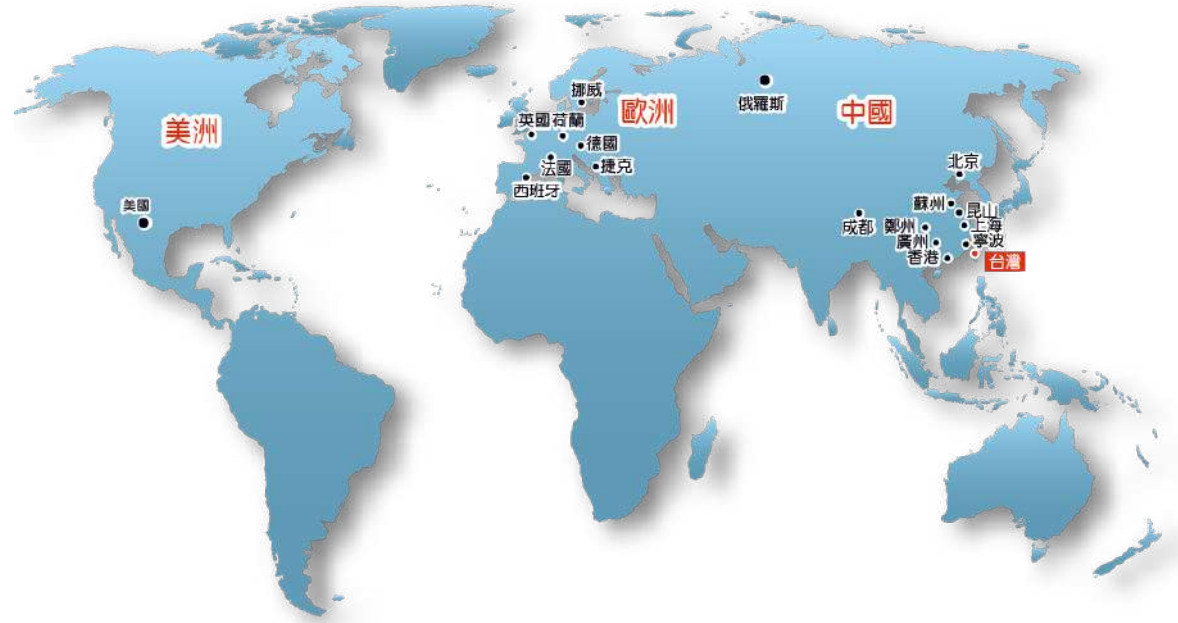 美洲
美國
挪威
歐洲
英國
荷蘭
德國
法國
捷克
西班牙
俄羅斯
中國
北京
蘇州
昆山
成都
鄭州
上海
廣州
寧波
香港
台灣